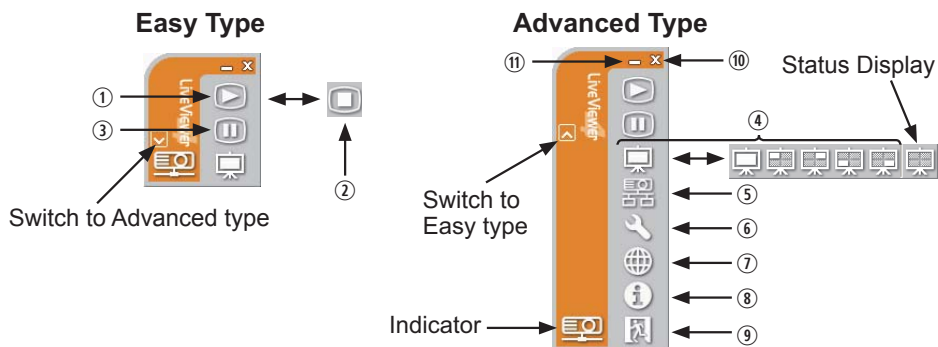 Easy Type
Advanced Type
LiveViewer
①
③
②
Switch to Advanced type
LiveViewer
⑪
⑩
Status Display
④
Switch to
Easy type
⑤
⑥
⑦
⑧
⑨
Indicator